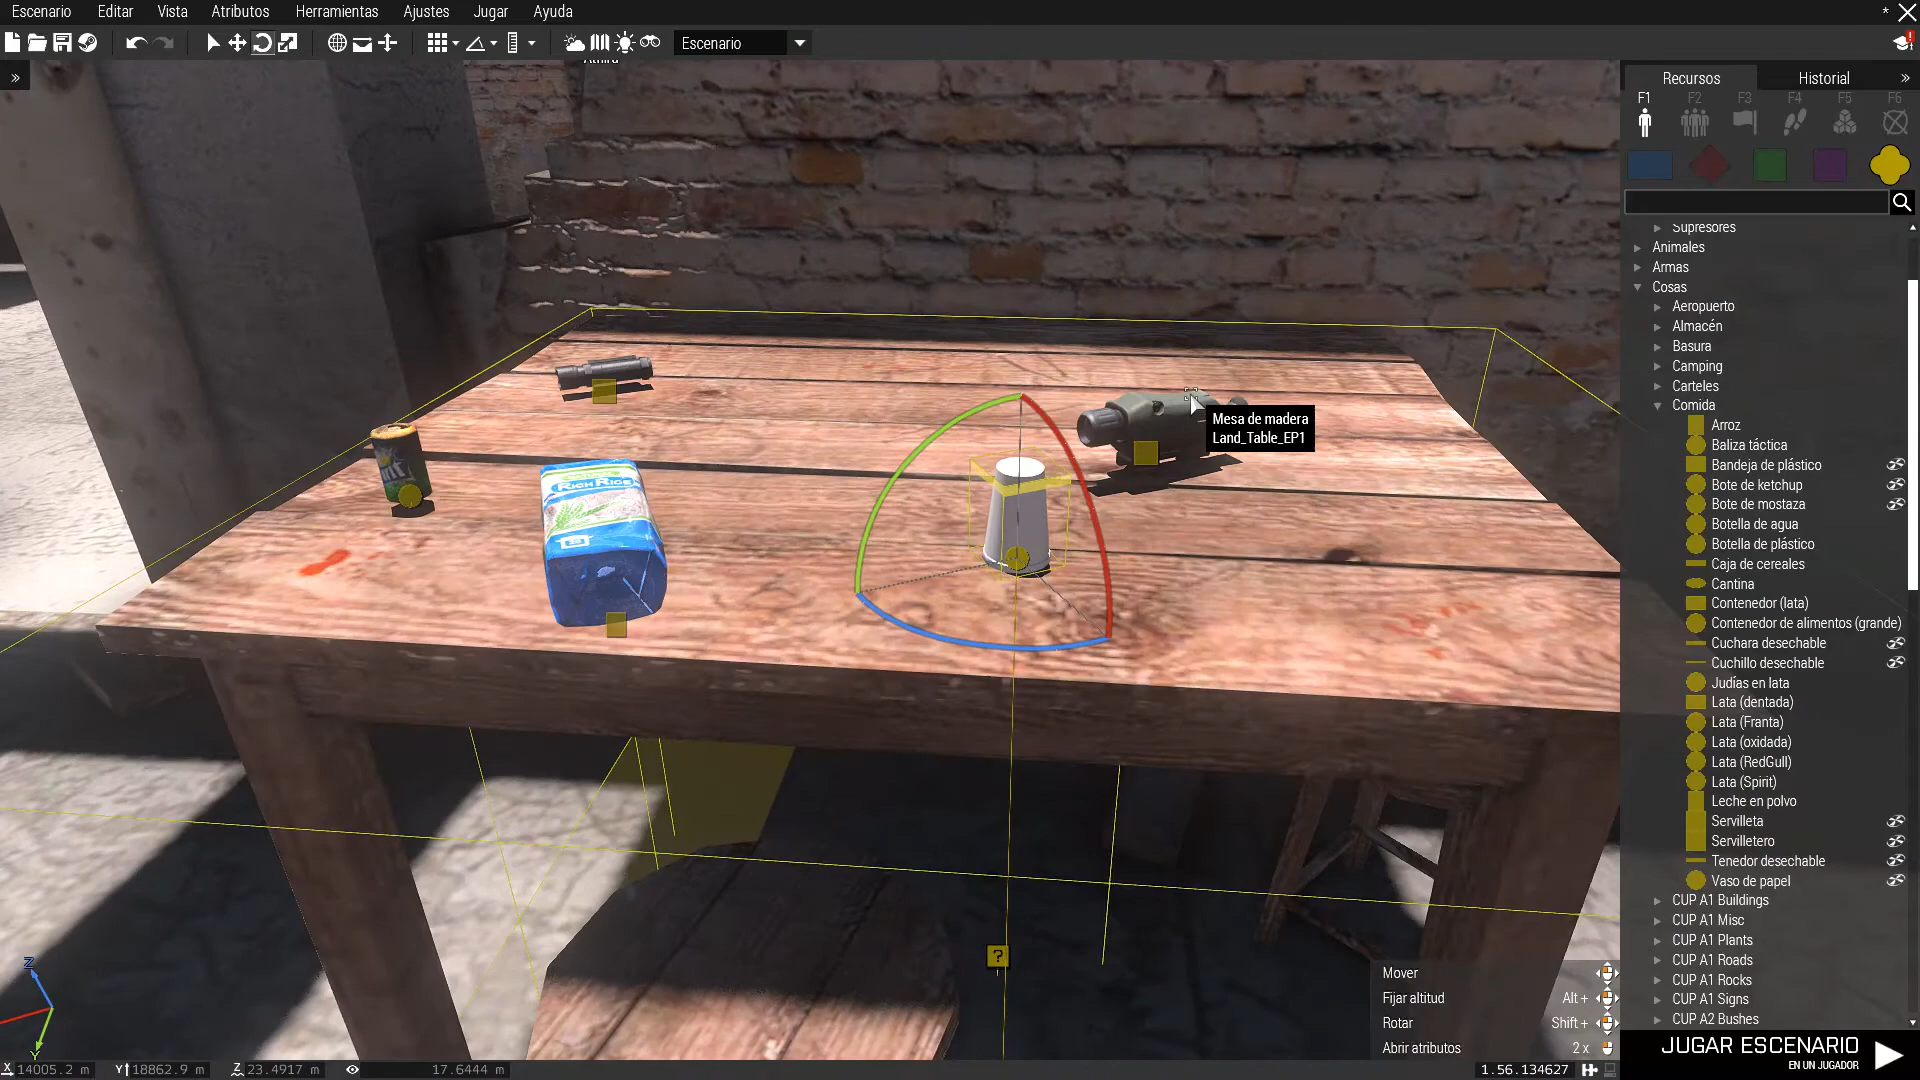 Escenario Editar Vista Atributos Herramientas Ajustes Jugar Ayuda *
Escenario
Athira
Recursos Historial
F1 F2 F3 F4 F5 F6
Supresores
Animales
Armas
Cosas
Aeropuerto
Almacén
Basura
Camping
Carteles
Comida
Arroz
Baliza táctica
Bandeja de plástico
Bote de ketchup
Bote de mostaza
Botella de agua
Botella de plástico
Caja de cereales
Cantina
Contenedor (lata)
Contenedor de alimentos (grande)
Cuchara desechable
Cuchillo desechable
Judías en lata
Lata (dentada)
Lata (Franta)
Lata (oxidada)
Lata (RedGull)
Lata (Spirit)
Leche en polvo
Servilleta
Servilletero
Tenedor desechable
Vaso de papel
CUP A1 Buildings
CUP A1 Misc
CUP A1 Plants
CUP A1 Roads
CUP A1 Rocks
CUP A1 Signs
CUP A2 Bushes
Mesa de madera
Land_Table_EP1
RICH RICE
?
Mover
Fijar altitud Alt +
Rotar Shift +
Abrir atributos 2 x
Z
Y
X 14005.2 m Y 18862.9 m Z 23.4917 m 17.6444 m
1.56.134627
JUGAR ESCENARIO
EN UN JUGADOR